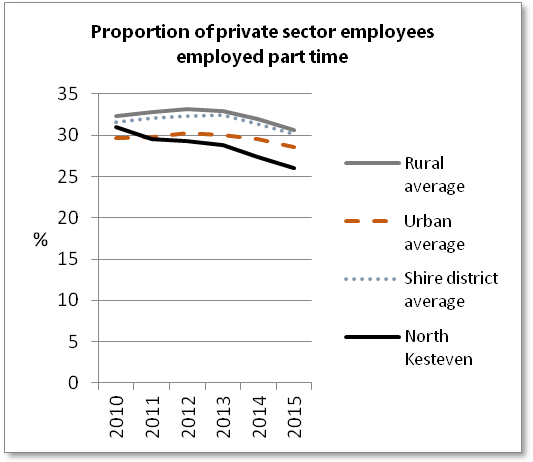 Proportion of private sector employees
employed part time
35
30
25
20
15
10
5
0
%
2010
2011
2012
2013
2014
2015
Rural
average
Urban
average
Shire district
average
North
Kesteven